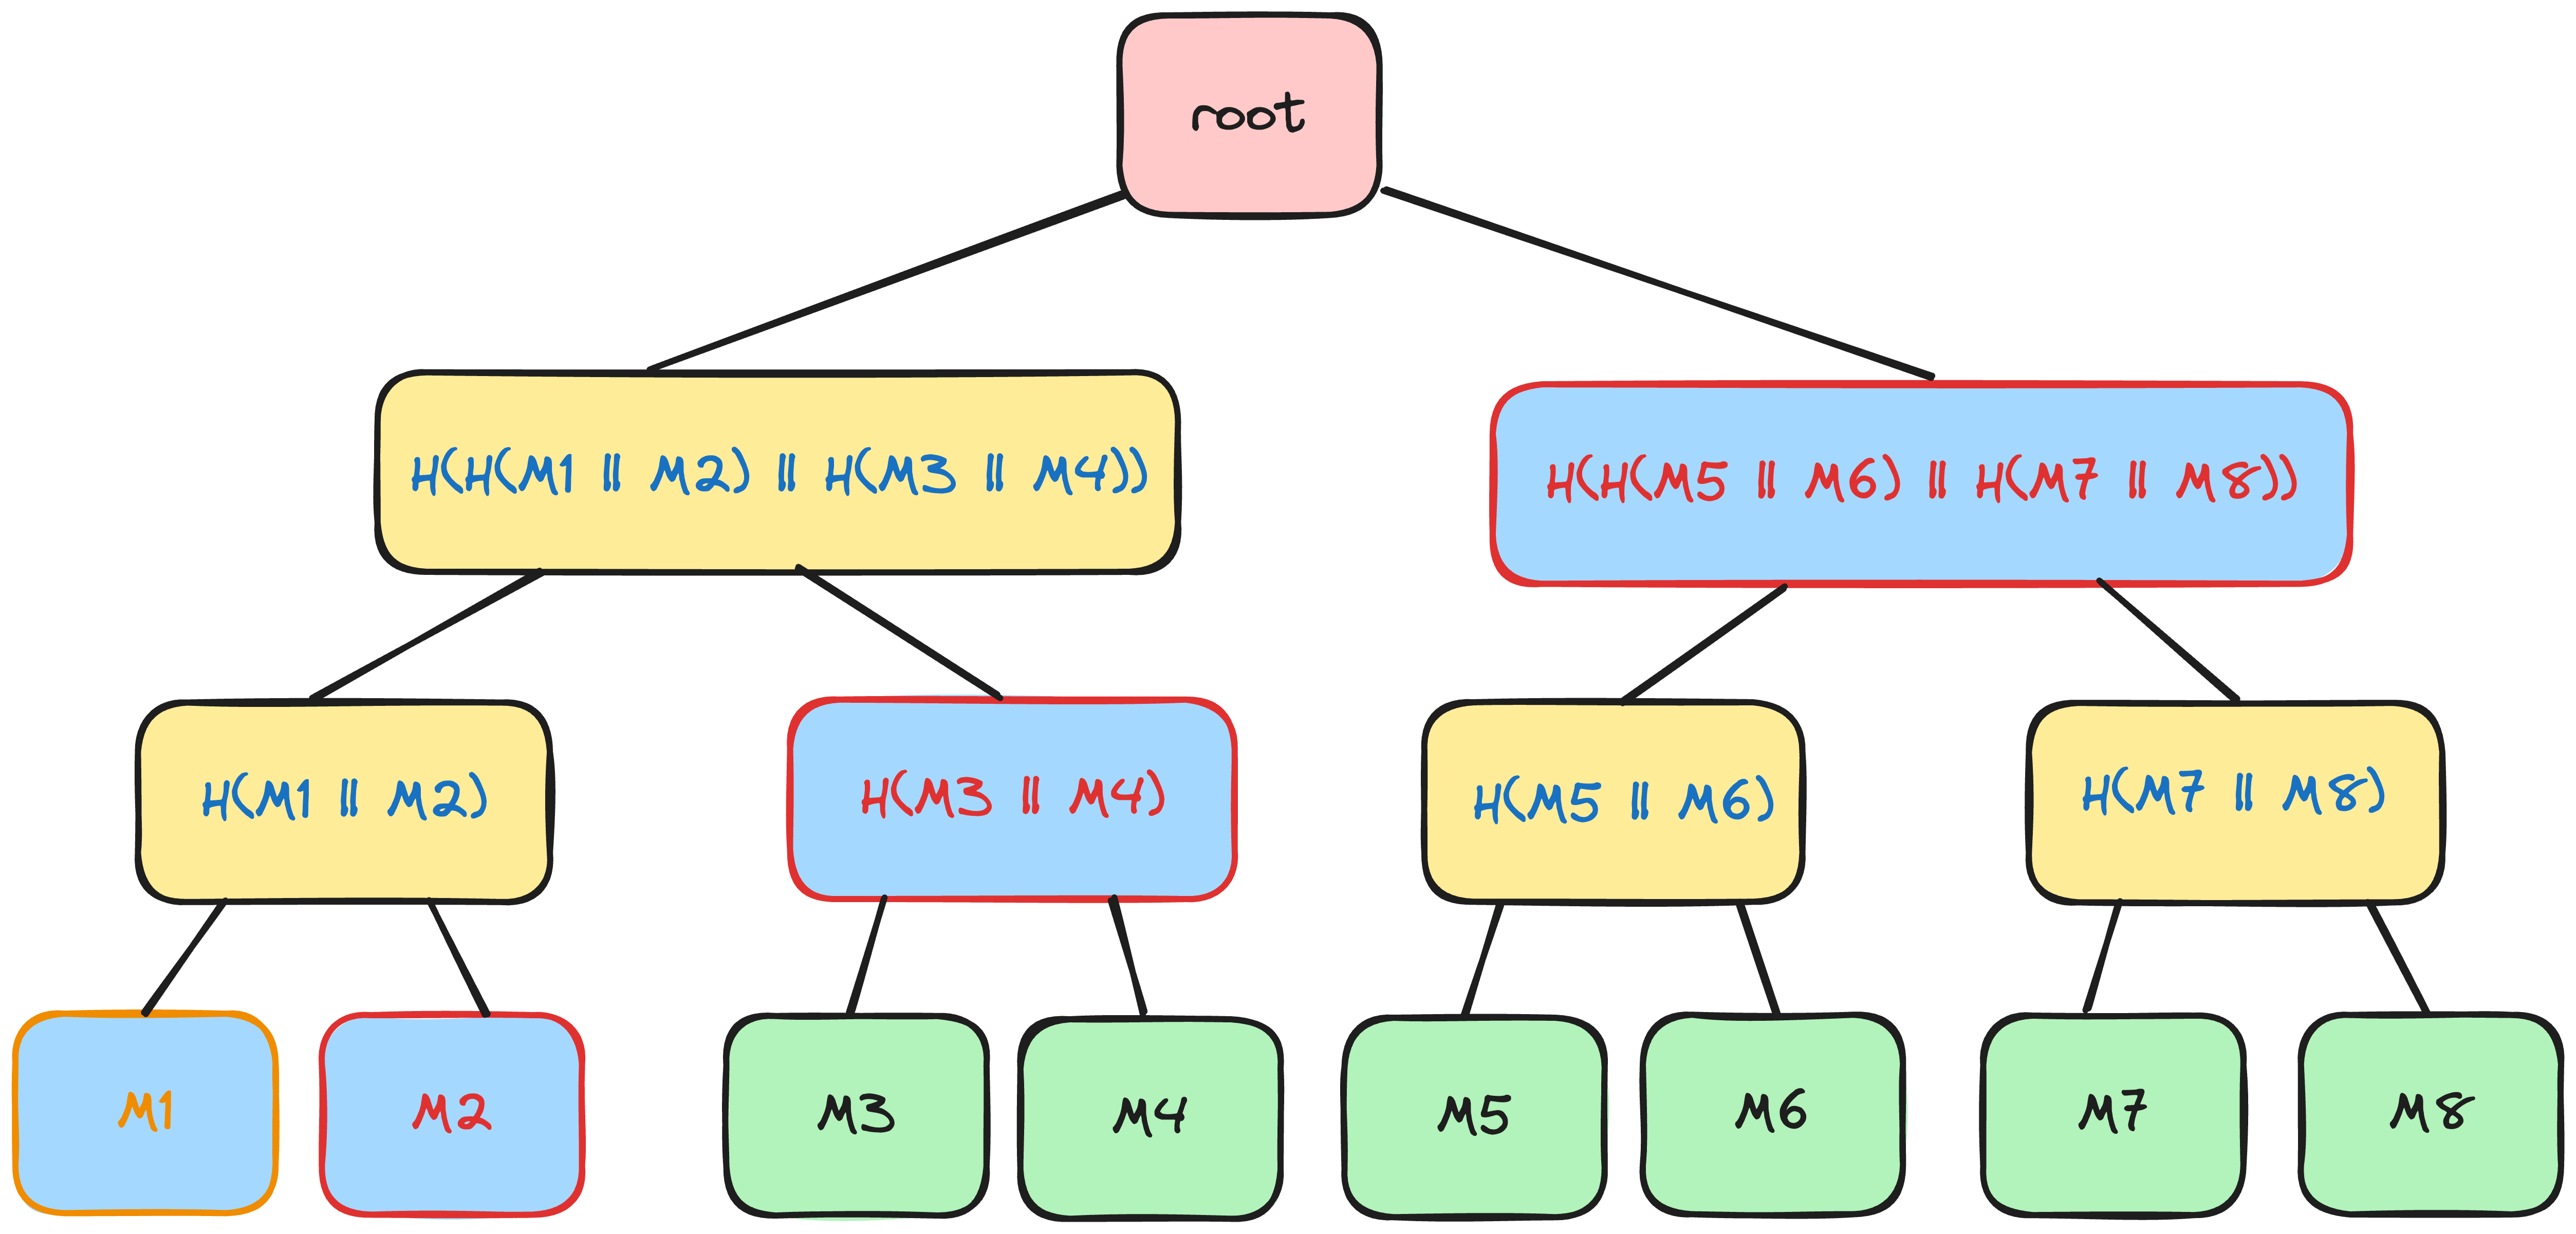 root
H(H(M1 || M2) || H(M3 || M4))
H(H(M5 || M6) || H(M7 || M8))
H(M1 || M2)
H(M3 || M4)
H(M5 || M6)
H(M7 || M8)
M1
M2
M3
M4
M5
M6
M7
M8